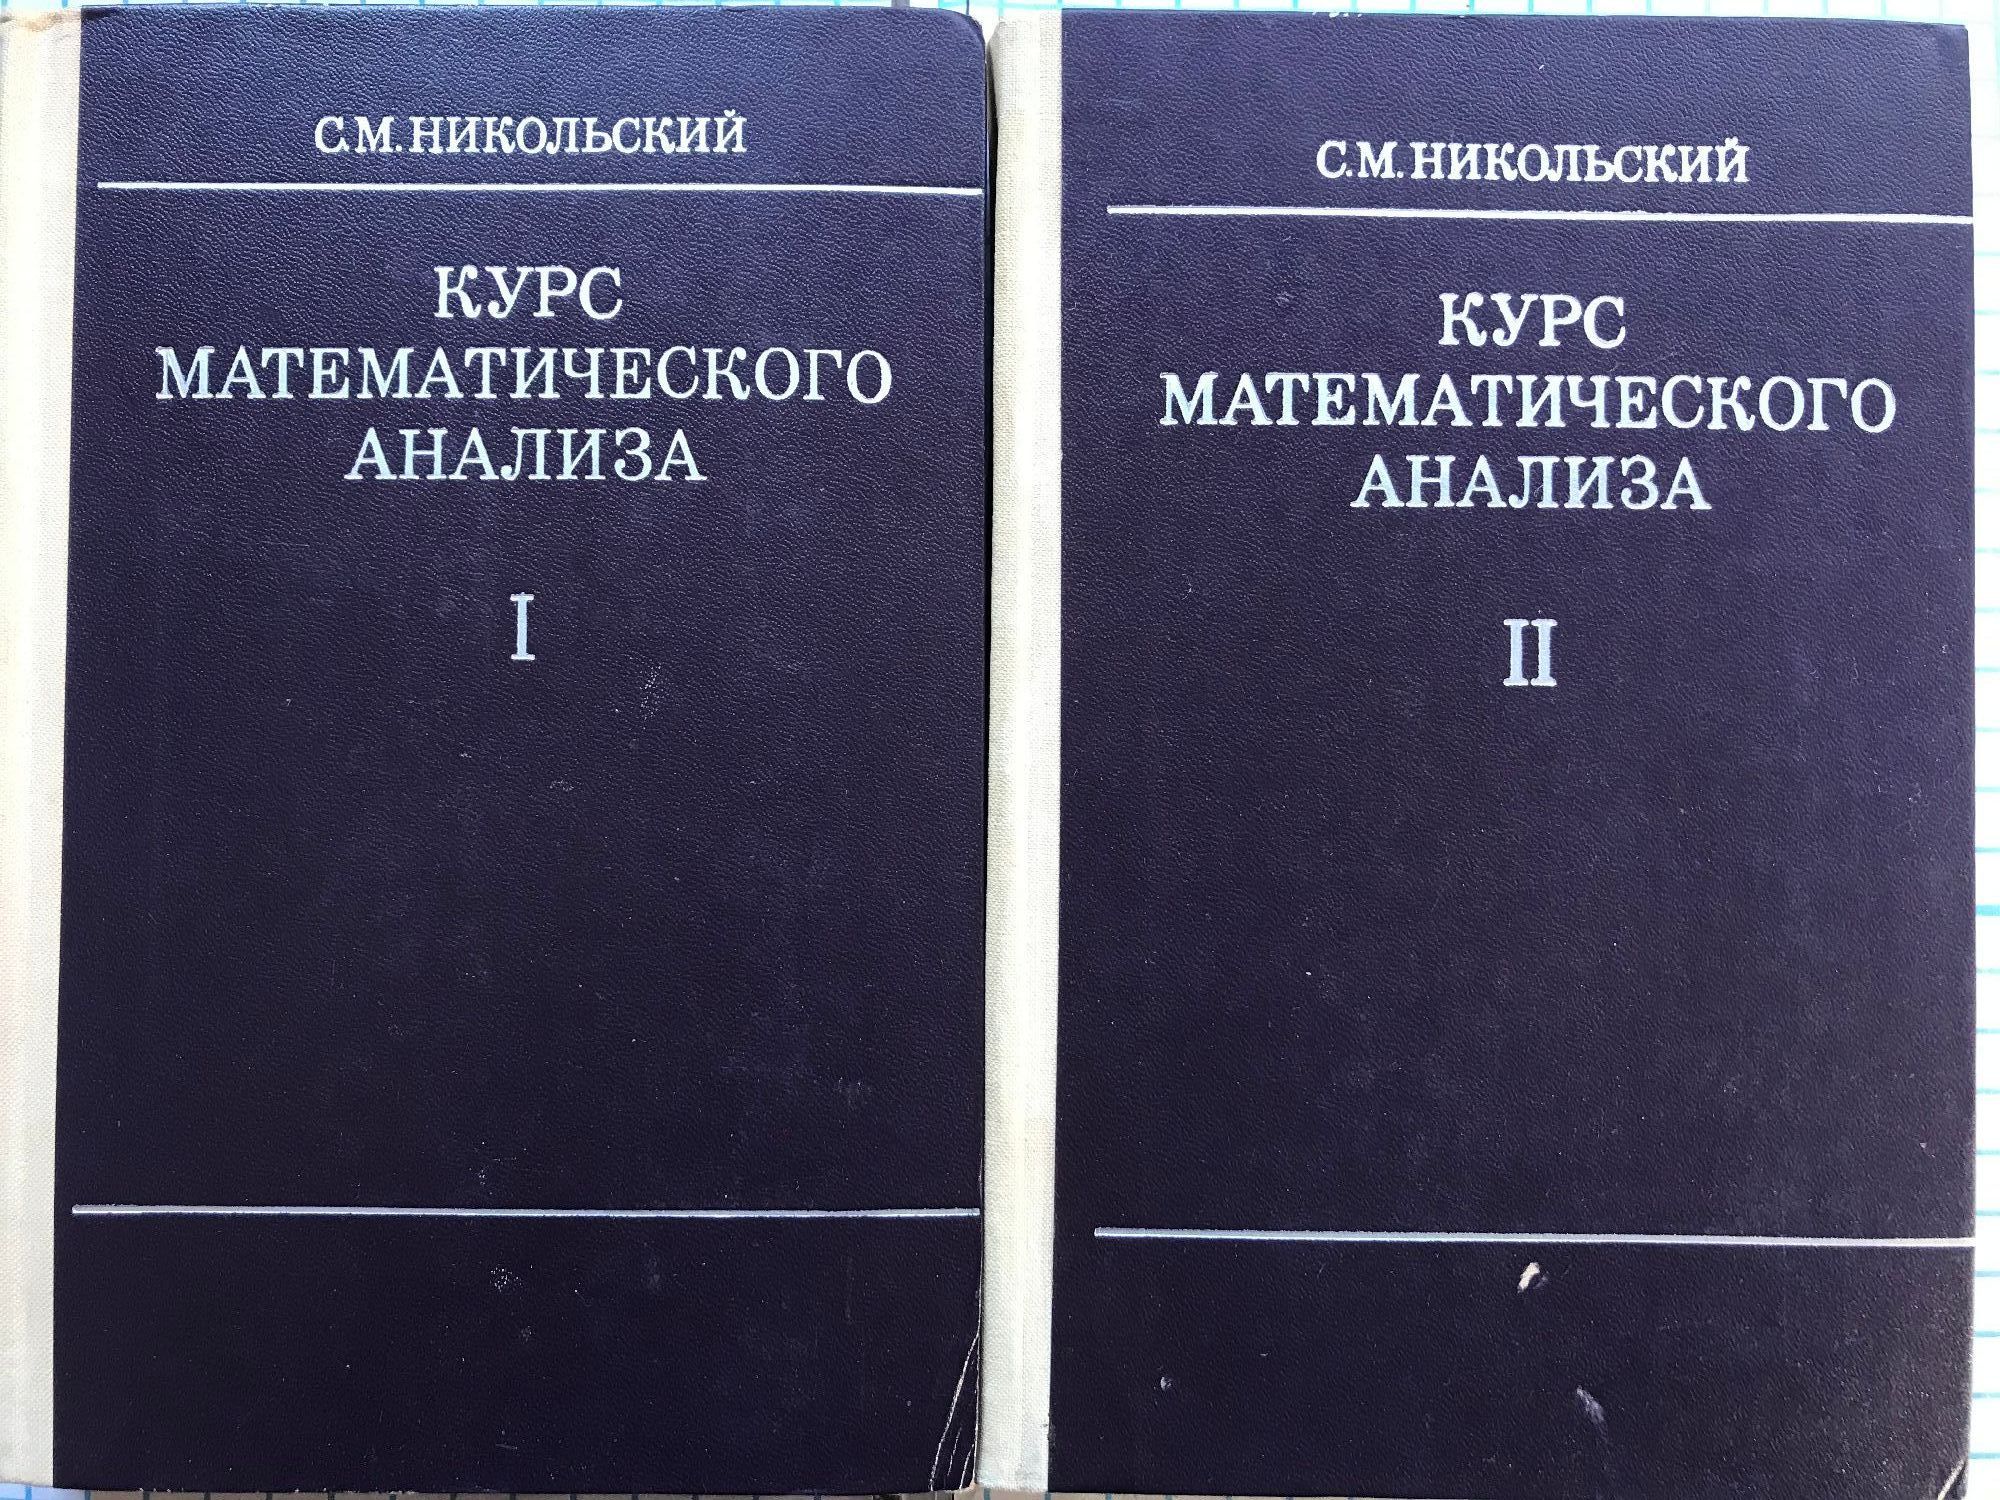 С.М.НИКОЛЬСКИЙ
КУРС
МАТЕМАТИЧЕСКОГО
АНАЛИЗА
I
С.М.НИКОЛЬСКИЙ
КУРС
МАТЕМАТИЧЕСКОГО
АНАЛИЗА
II